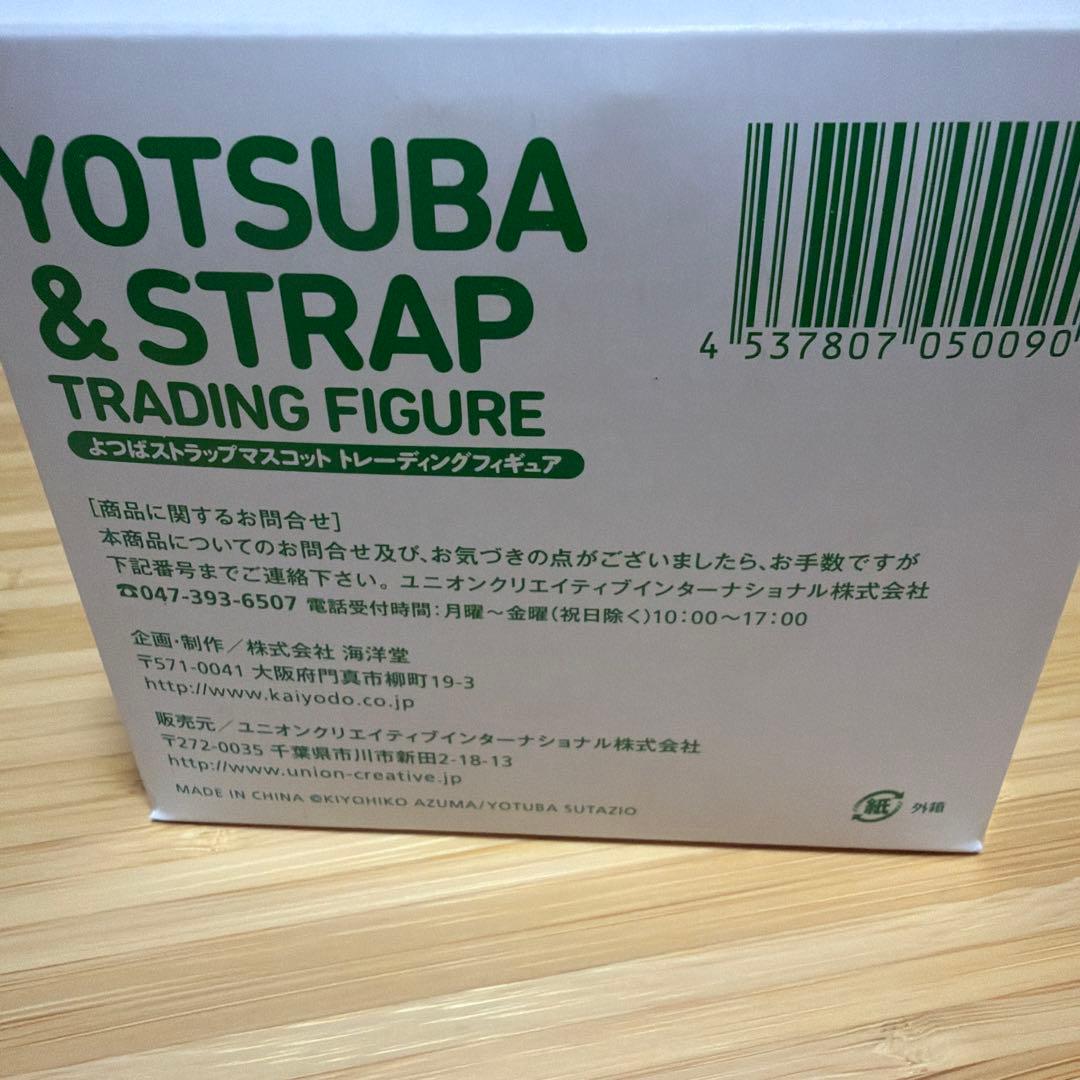 YOTSUBA
& STRAP
TRADING FIGURE
よつばストラップマスコット トレーディングフィギュア
4 537807 050090
[商品に関するお問合せ]
本商品についてのお問合せ及び、お気づきの点がございましたら、お手数ですが
下記番号までご連絡下さい。ユニオンクリエイティブインターナショナル株式会社
☎047-393-6507 電話受付時間：月曜～金曜(祝日除く)10：00～17：00
企画・制作／株式会社 海洋堂
〒571-0041 大阪府門真市柳町19-3
http://www.kaiyodo.co.jp
販売元／ユニオンクリエイティブインターナショナル株式会社
〒272-0035 千葉県市川市新田2-18-13
http://www.union-creative.jp
MADE IN CHINA ©KIYOHIKO AZUMA/YOTUBA SUTAZIO
紙 外箱